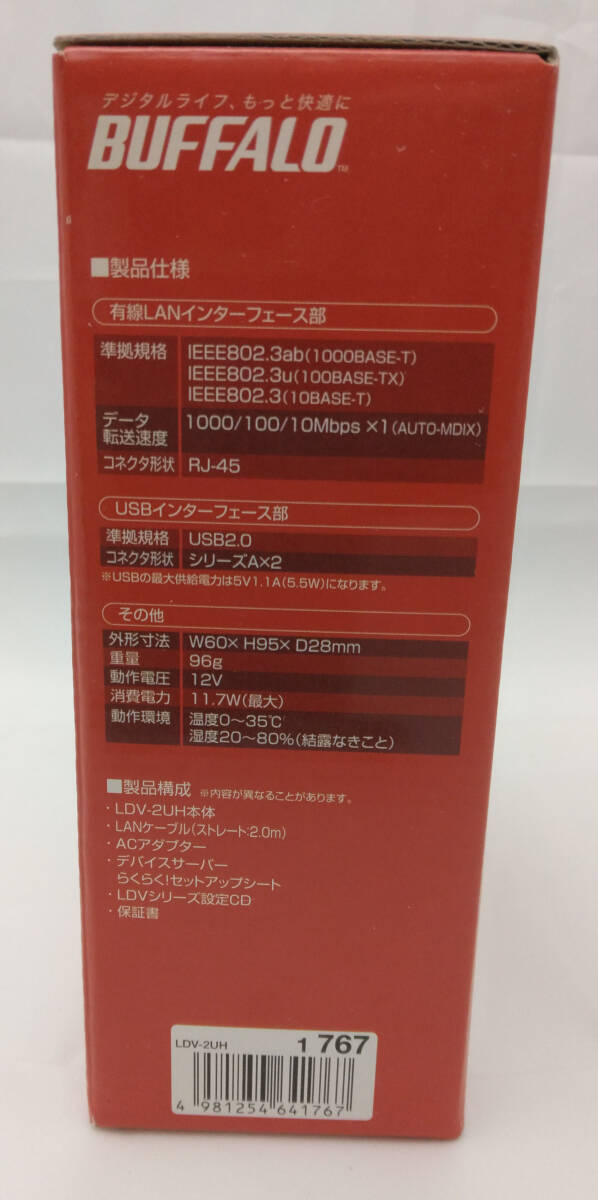 デジタルライフ、もっと快適に
BUFFALO™
■製品仕様
有線LANインターフェース部
準拠規格 IEEE802.3ab(1000BASE-T)
IEEE802.3u(100BASE-TX)
IEEE802.3(10BASE-T)
データ転送速度 1000/100/10Mbps ×1(AUTO-MDIX)
コネクタ形状 RJ-45
USBインターフェース部
準拠規格 USB2.0
コネクタ形状 シリーズA×2
※USBの最大供給電力は5V1.1A(5.5W)になります。
その他
外形寸法 W60× H95× D28mm
重量 96g
動作電圧 12V
消費電力 11.7W(最大)
動作環境 温度0～35℃
湿度20～80%(結露なきこと)
■製品構成 ※内容が異なることがあります。
・LDV-2UH本体
・LANケーブル(ストレート:2.0m)
・ACアダプター
・デバイスサーバー
らくらく!セットアップシート
・LDVシリーズ設定CD
・保証書
LDV-2UH 1 767
4 981254 641767